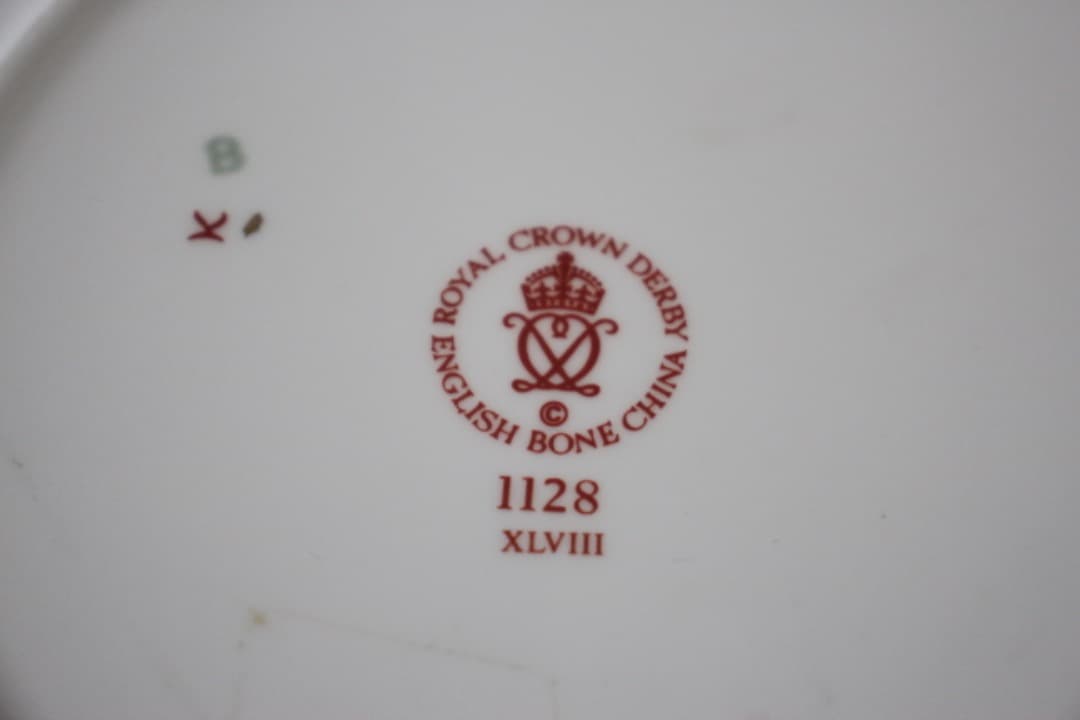 B
K
ROYAL CROWN DERBY
©
ENGLISH BONE CHINA
1128
XLVIII